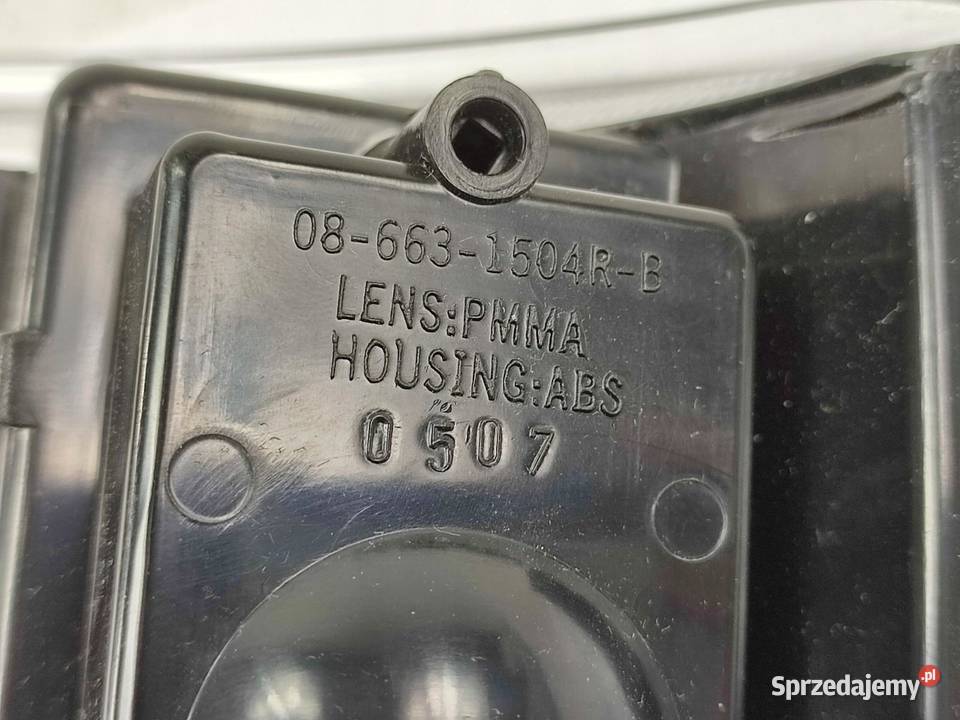 08-663-1504R-B
LENS:PMMA
HOUSING:ABS
0507
Sprzedajemy.pl